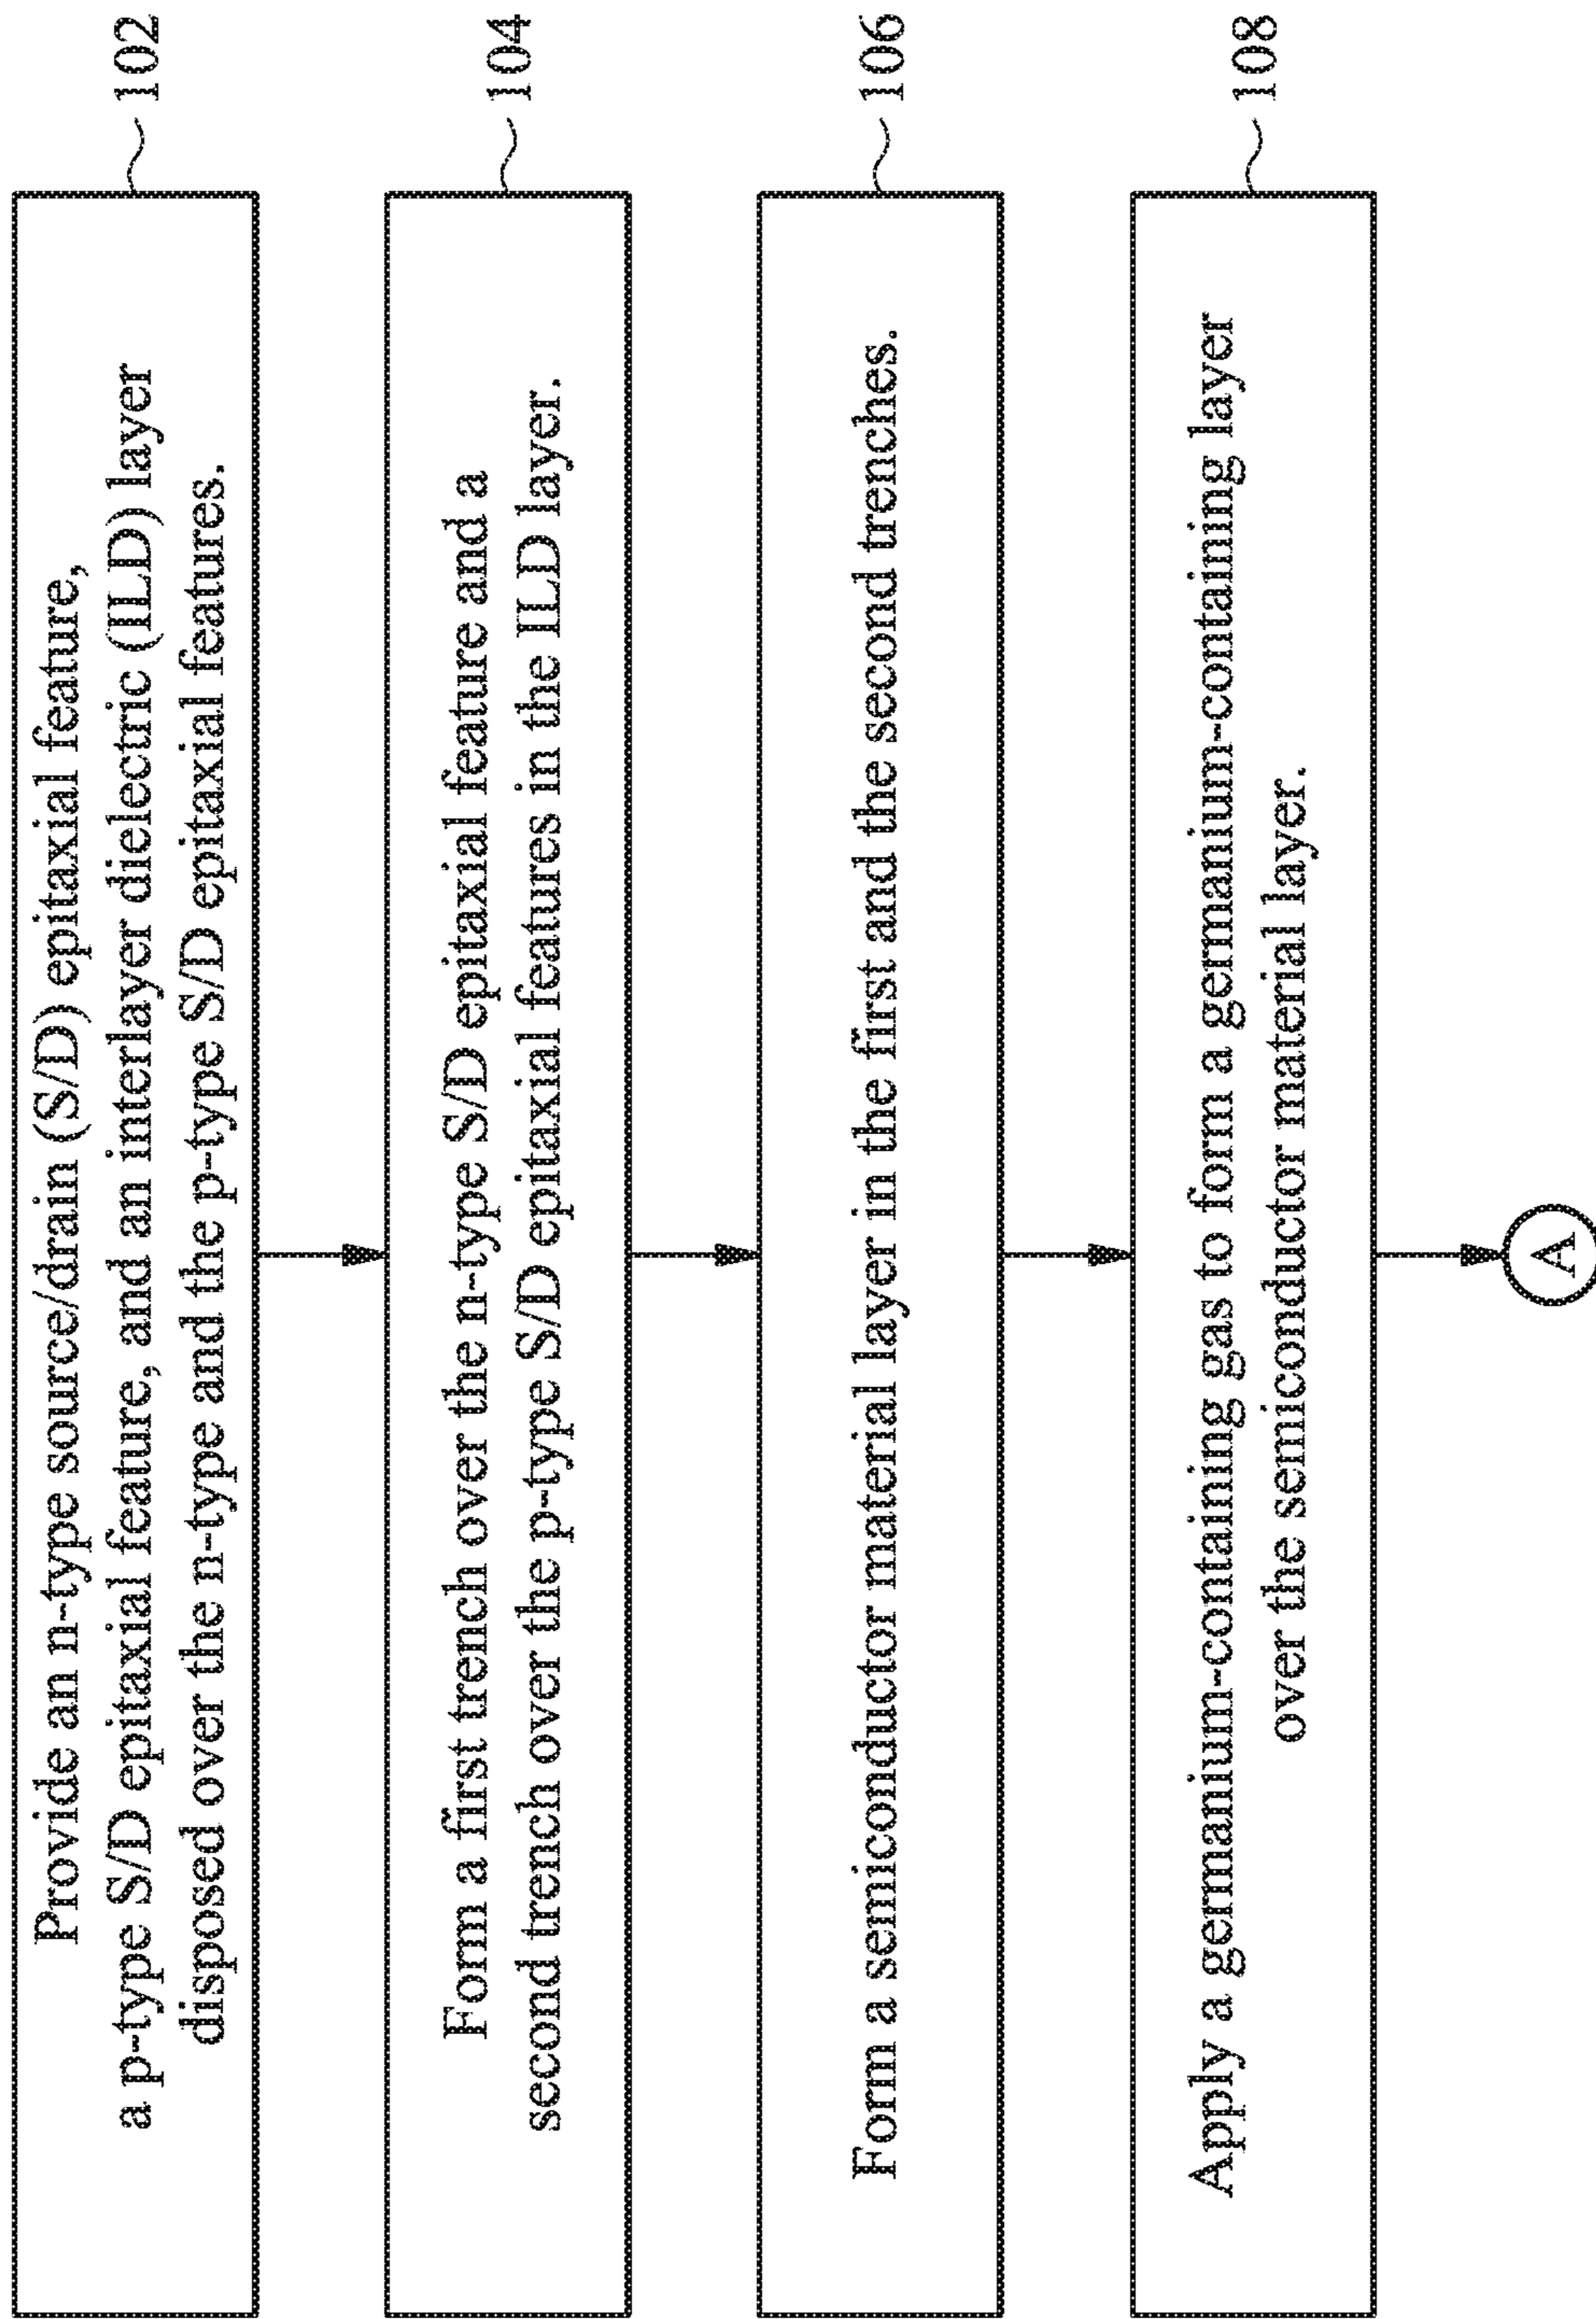 Provide an n-type source/drain (S/D) epitaxial feature,
a p-type S/D epitaxial feature, and an interlayer dielectric (ILD) layer
disposed over the n-type and the p-type S/D epitaxial features.
102
Form a first trench over the n-type S/D epitaxial feature and a
second trench over the p-type S/D epitaxial features in the ILD layer.
104
Form a semiconductor material layer in the first and the second trenches.
106
Apply a germanium-containing gas to form a germanium-containing layer
over the semiconductor material layer.
108
A